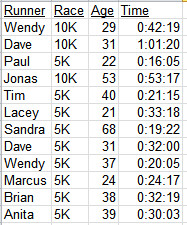 Runner Race Age Time
Wendy 10K 29 0:42:19
Dave 10K 31 1:01:20
Paul 5K 22 0:16:05
Jonas 10K 53 0:53:17
Tim 5K 40 0:21:15
Lacey 5K 21 0:33:18
Sandra 5K 68 0:19:22
Dave 5K 31 0:32:00
Wendy 5K 37 0:20:05
Marcus 5K 24 0:24:17
Brian 5K 38 0:32:19
Anita 5K 39 0:30:03